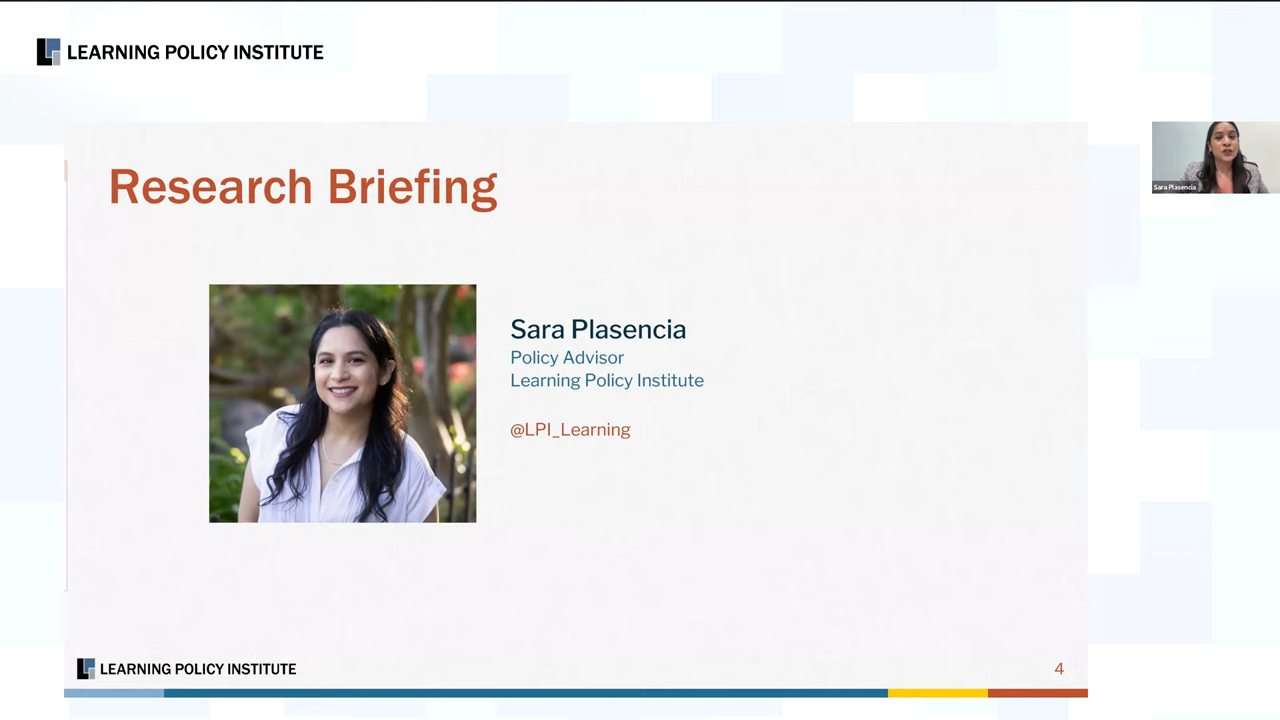 LEARNING POLICY INSTITUTE
Research Briefing
Sara Plasencia
Sara Plasencia
Policy Advisor
Learning Policy Institute
@LPI_Learning
LEARNING POLICY INSTITUTE
4